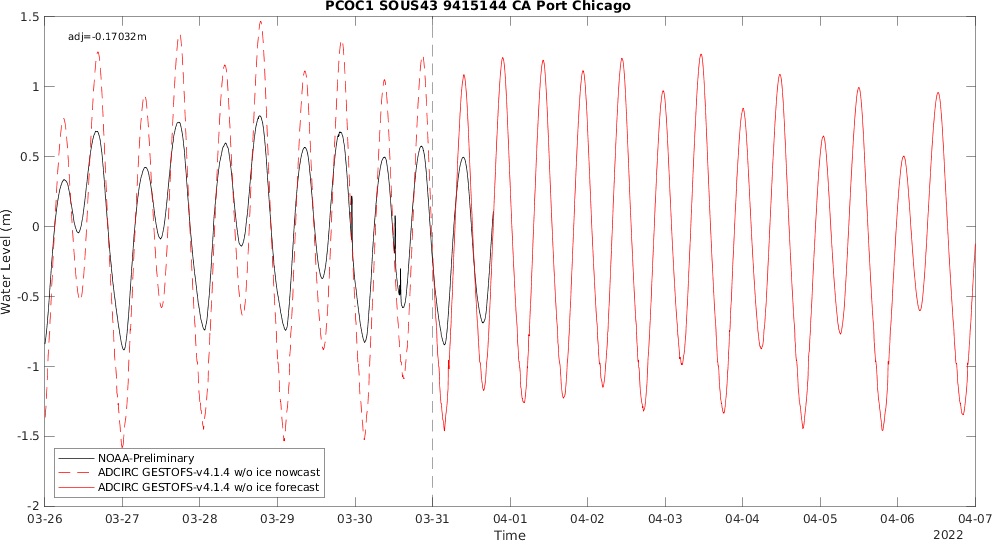 PCOC1 SOUS43 9415144 CA Port Chicago
adj=-0.17032m
1.5
1
0.5
0
-0.5
-1
-1.5
-2
Water Level (m)
NOAA-Preliminary
ADCIRC GESTOFS-v4.1.4 w/o ice nowcast
ADCIRC GESTOFS-v4.1.4 w/o ice forecast
03-26 03-27 03-28 03-29 03-30 03-31 04-01 04-02 04-03 04-04 04-05 04-06 04-07
Time
2022